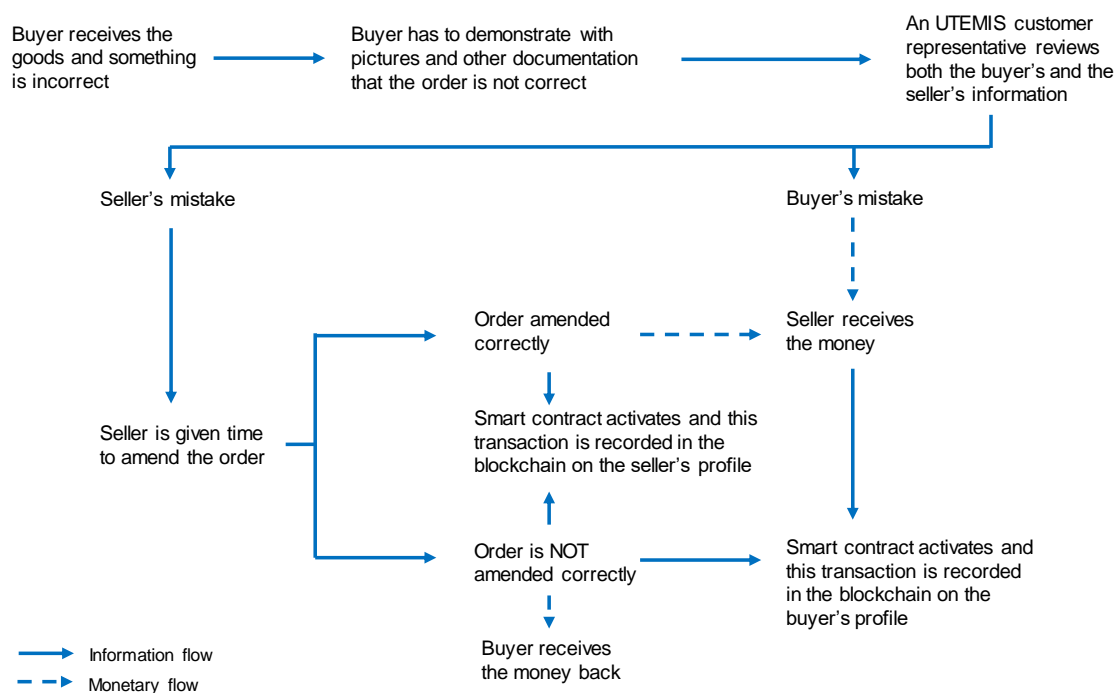 Buyer receives the
goods and something
is incorrect
Buyer has to demonstrate with
pictures and other documentation
that the order is not correct
An UTEMIS customer
representative reviews
both the buyer's and the
seller's information
Seller's mistake
Buyer's mistake
Order amended
correctly
Seller receives
the money
Seller is given time
to amend the order
Smart contract activates and this
transaction is recorded in the
blockchain on the seller's profile
Order is NOT
amended correctly
Smart contract activates and
this transaction is recorded
in the blockchain on the
buyer's profile
Buyer receives
the money back
Information flow
Monetary flow